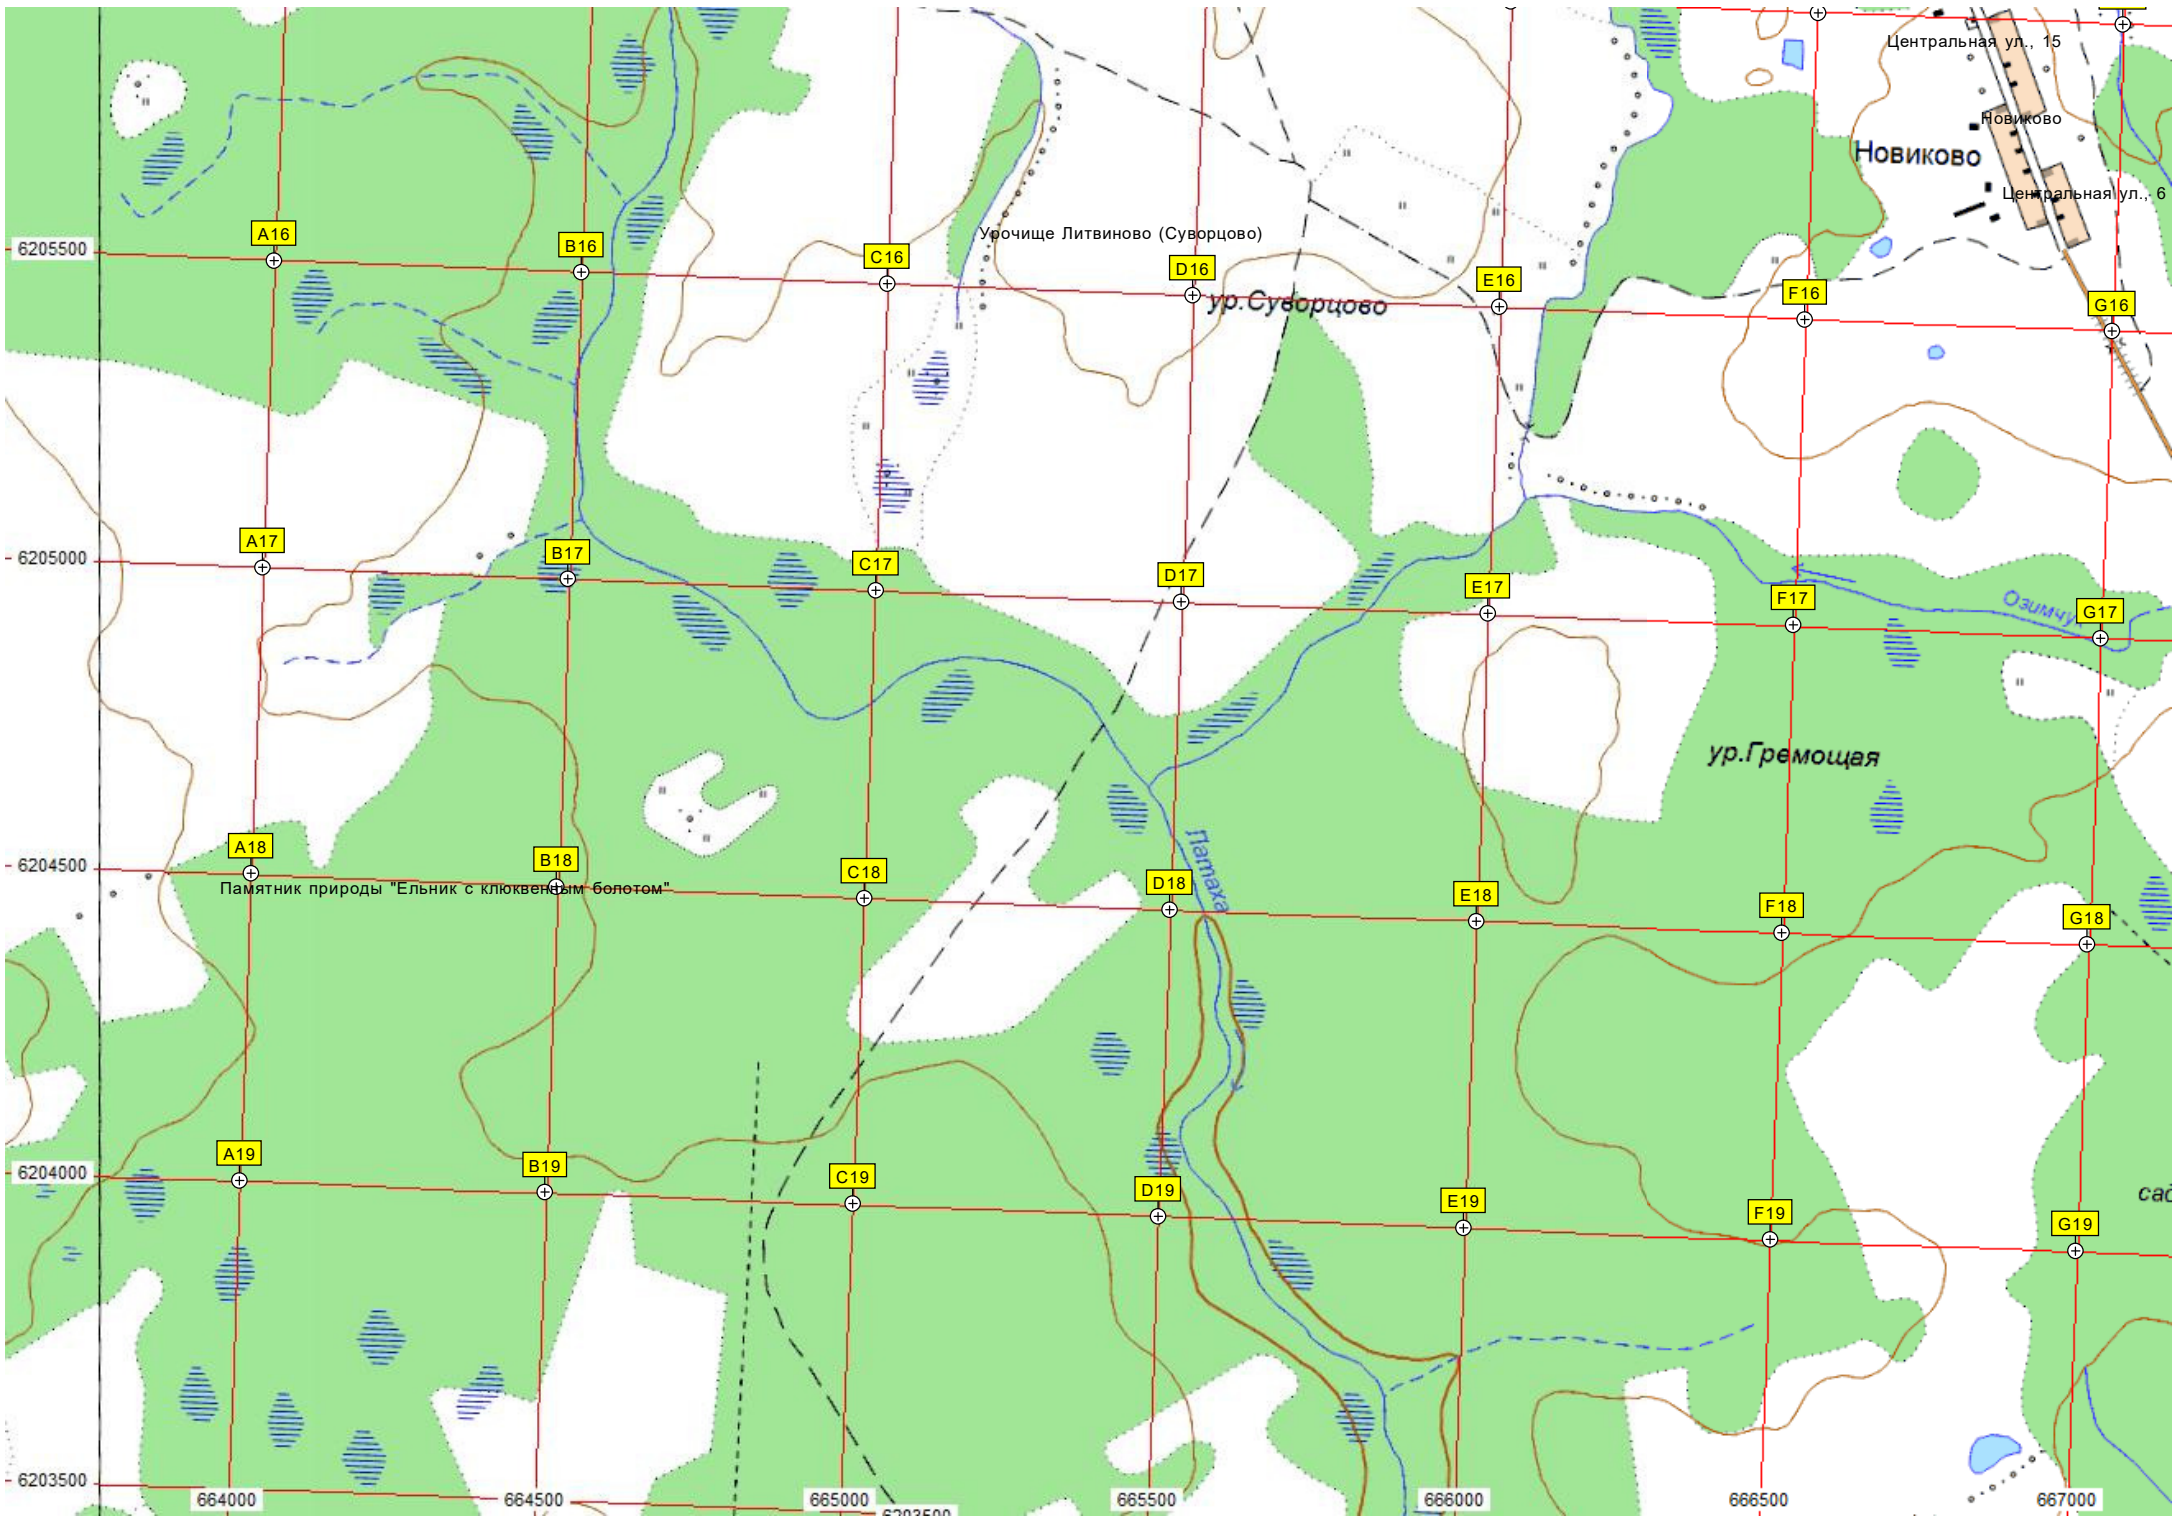 Центральная ул., 15
Новиково
Новиково
Центральная ул., 6
A16
B16
C16
Урочище Литвиново (Суворцово)
D16
E16
F16
G16
6205500
ур.Суворцово
A17
B17
C17
D17
E17
F17
G17
6205000
Озимчу
ур.Гремощая
A18
B18
C18
D18
E18
F18
G18
6204500
Памятник природы "Ельник с клюквенным болотом"
Патаха
A19
B19
C19
D19
E19
F19
G19
6204000
сад
6203500
664000
664500
665000
665500
666000
666500
667000
6203500